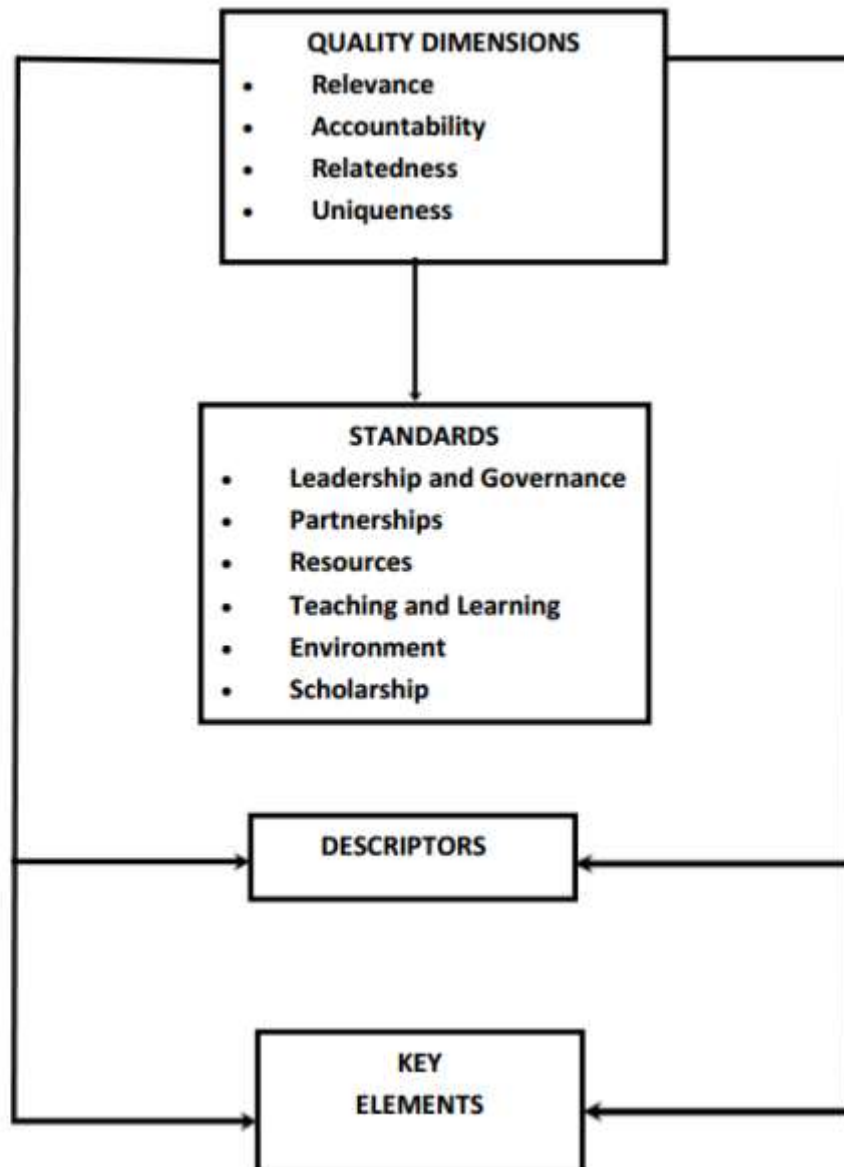 QUALITY DIMENSIONS
• Relevance
• Accountability
• Relatedness
• Uniqueness
STANDARDS
• Leadership and Governance
• Partnerships
• Resources
• Teaching and Learning
• Environment
• Scholarship
DESCRIPTORS
KEY
ELEMENTS